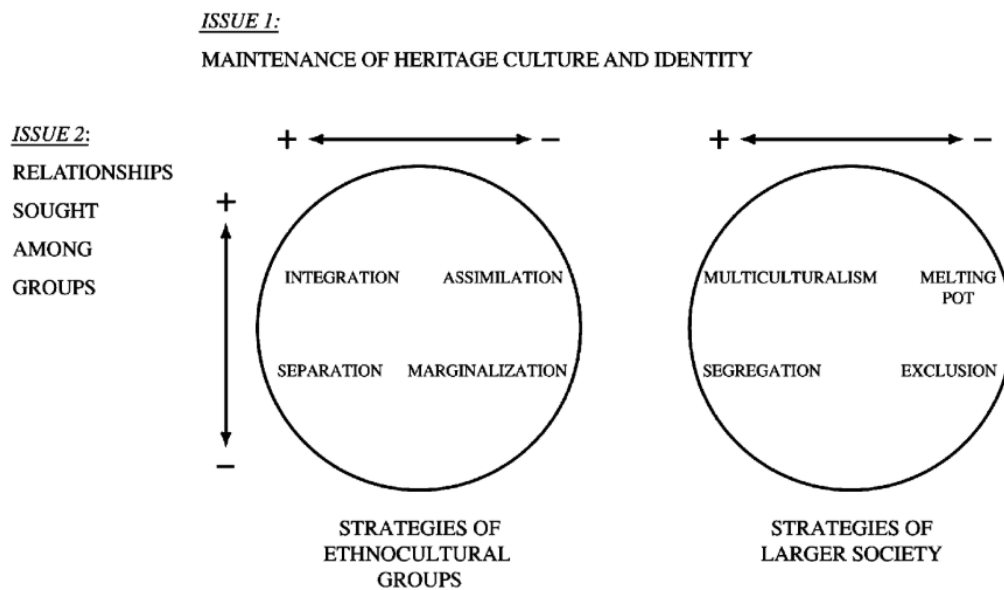 ISSUE 1:
MAINTENANCE OF HERITAGE CULTURE AND IDENTITY
ISSUE 2:
RELATIONSHIPS
SOUGHT
AMONG
GROUPS
+ −
+ −
+
−
INTEGRATION ASSIMILATION
SEPARATION MARGINALIZATION
MULTICULTURALISM MELTING
POT
SEGREGATION EXCLUSION
STRATEGIES OF
ETHNOCULTURAL
GROUPS
STRATEGIES OF
LARGER SOCIETY